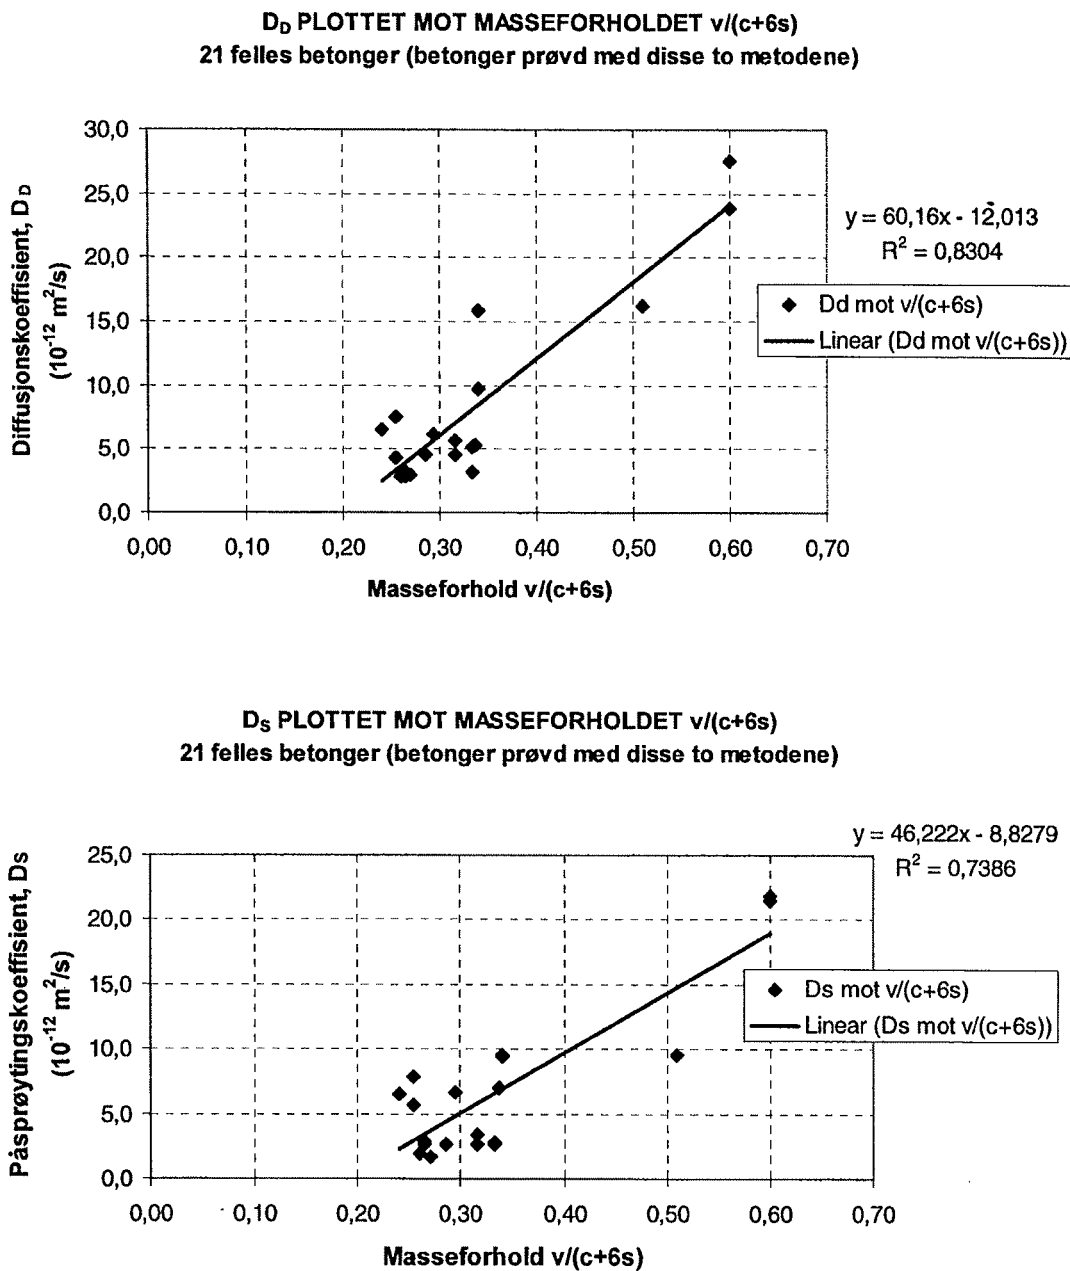 D_D PLOTTET MOT MASSEFORHOLDET v/(c+6s)
21 felles betonger (betonger prøvd med disse to metodene)
Diffusjonskoeffisient, D_D
(10^-12 m²/s)
30,0
25,0
20,0
15,0
10,0
5,0
0,0
0,00 0,10 0,20 0,30 0,40 0,50 0,60 0,70
Masseforhold v/(c+6s)
y = 60,16x - 12,013
R² = 0,8304
Dd mot v/(c+6s)
Linear (Dd mot v/(c+6s))
D_S PLOTTET MOT MASSEFORHOLDET v/(c+6s)
21 felles betonger (betonger prøvd med disse to metodene)
y = 46,222x - 8,8279
R² = 0,7386
Påsprøytingskoeffisient, Ds
(10^-12 m²/s)
25,0
20,0
15,0
10,0
5,0
0,0
Ds mot v/(c+6s)
Linear (Ds mot v/(c+6s))
0,00 0,10 0,20 0,30 0,40 0,50 0,60 0,70
Masseforhold v/(c+6s)